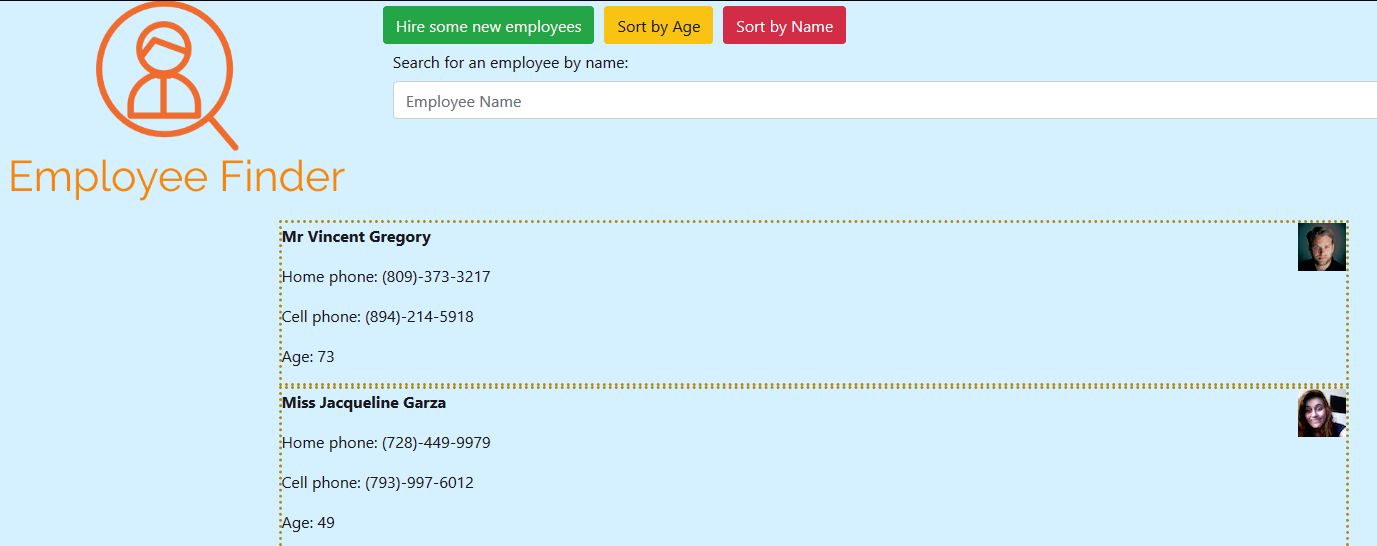 Hire some new employees Sort by Age Sort by Name
Search for an employee by name:
Employee Name
Employee Finder
Mr Vincent Gregory
Home phone: (809)-373-3217
Cell phone: (894)-214-5918
Age: 73
Miss Jacqueline Garza
Home phone: (728)-449-9979
Cell phone: (793)-997-6012
Age: 49